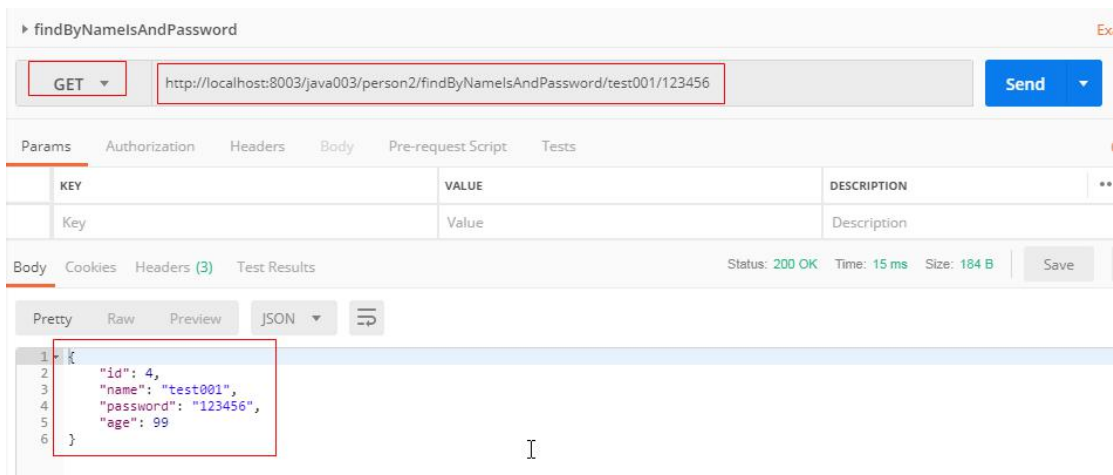 findByNameIsAndPassword
GET http://localhost:8003/java003/person2/findByNameIsAndPassword/test001/123456 Send
Params Authorization Headers Body Pre-request Script Tests
KEY VALUE DESCRIPTION
Key Value Description
Body Cookies Headers (3) Test Results Status: 200 OK Time: 15 ms Size: 184 B Save
Pretty Raw Preview JSON
1 {
2 "id": 4,
3 "name": "test001",
4 "password": "123456",
5 "age": 99
6 }